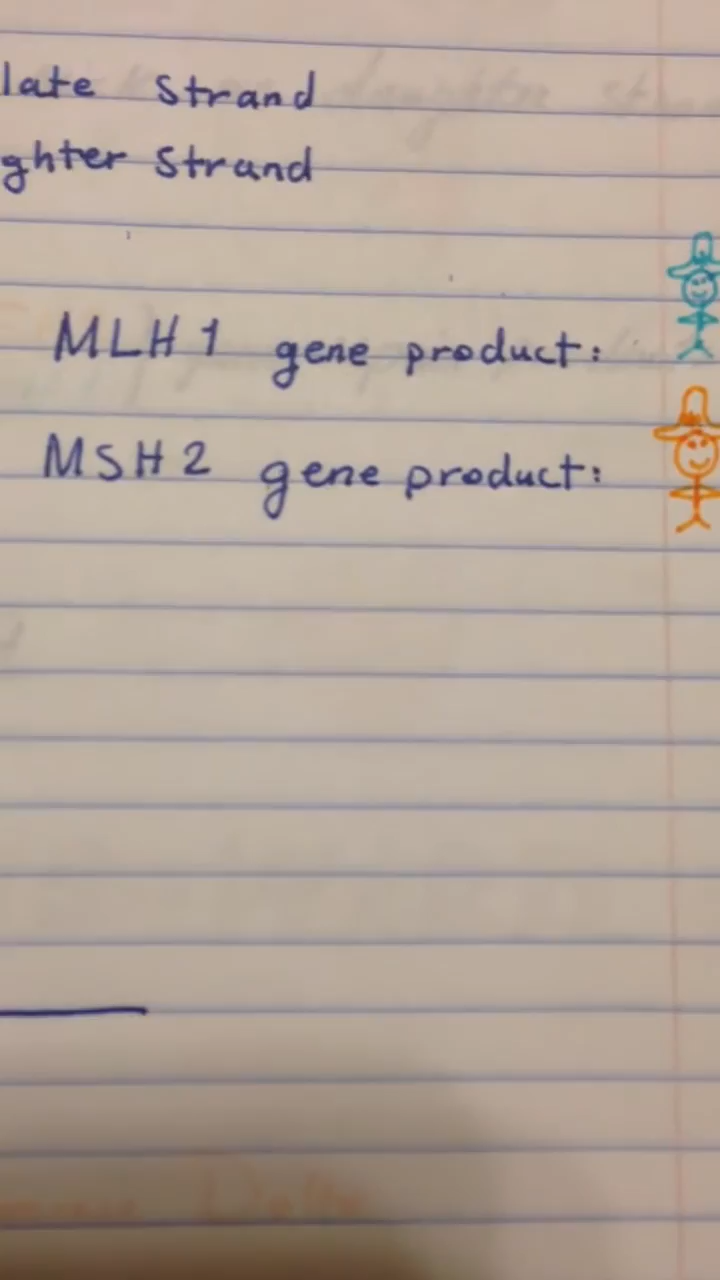 late Strand
ghter Strand
MLH1 gene product:
MSH2 gene product: